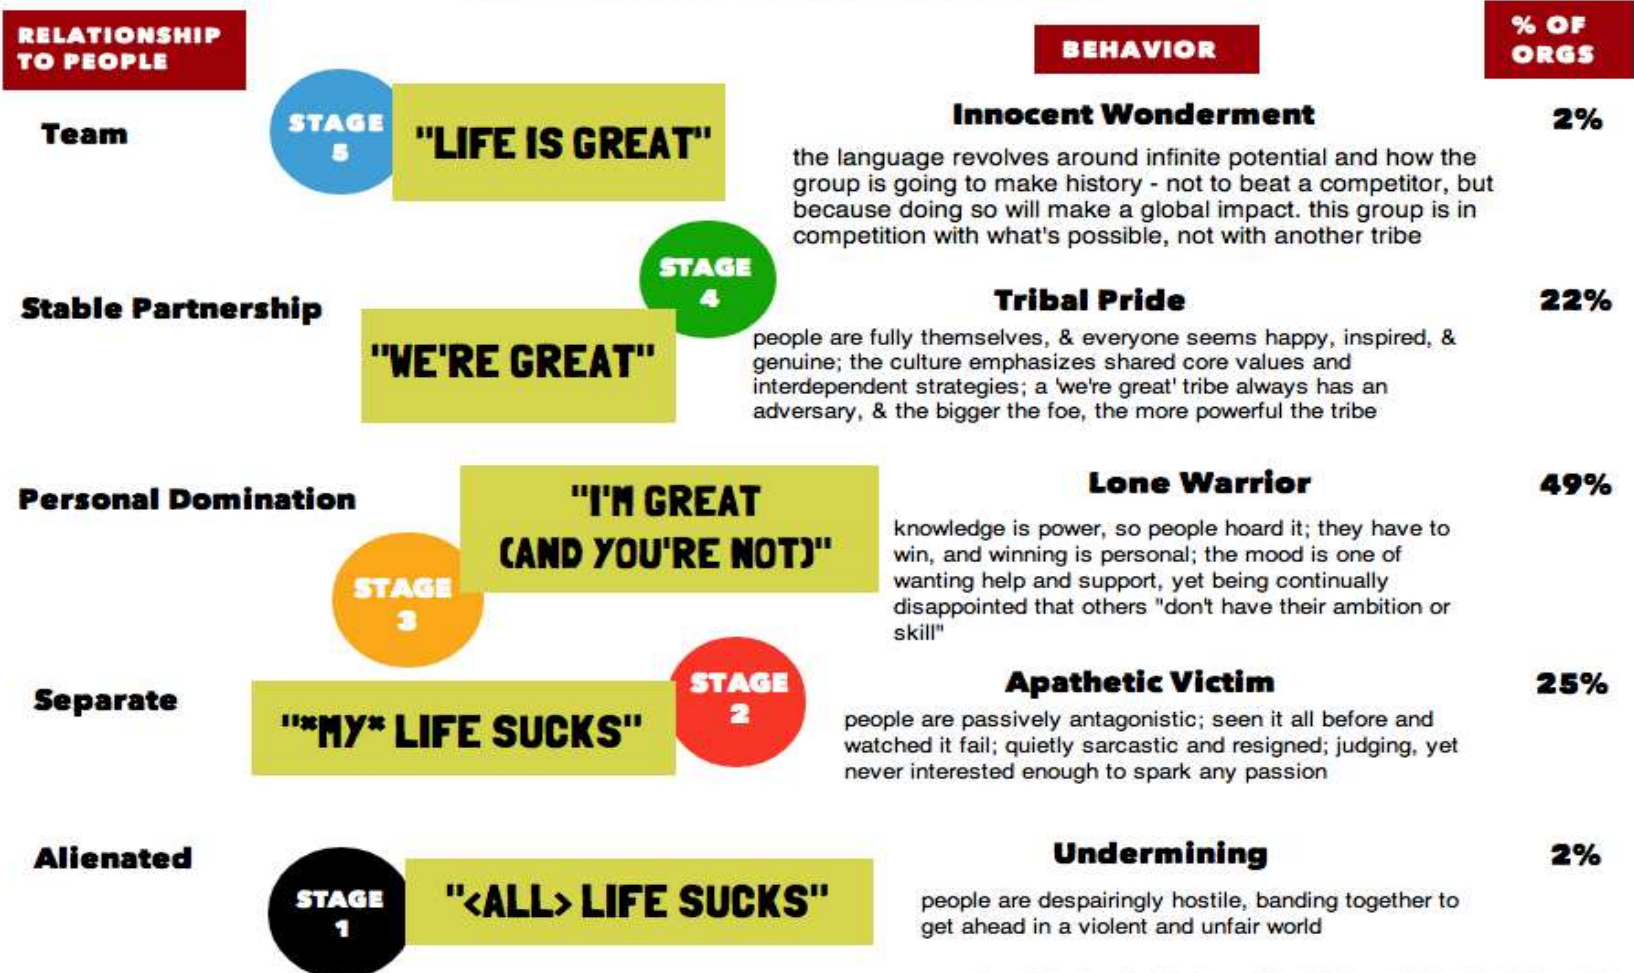 RELATIONSHIP
TO PEOPLE
BEHAVIOR
% OF
ORGS
Team
STAGE
5
"LIFE IS GREAT"
Innocent Wonderment
2%
the language revolves around infinite potential and how the
group is going to make history - not to beat a competitor, but
because doing so will make a global impact. this group is in
competition with what's possible, not with another tribe
Stable Partnership
STAGE
4
"WE'RE GREAT"
Tribal Pride
22%
people are fully themselves, & everyone seems happy, inspired, &
genuine; the culture emphasizes shared core values and
interdependent strategies; a 'we're great' tribe always has an
adversary, & the bigger the foe, the more powerful the tribe
Personal Domination
STAGE
3
"I'M GREAT
(AND YOU'RE NOT)"
Lone Warrior
49%
knowledge is power, so people hoard it; they have to
win, and winning is personal; the mood is one of
wanting help and support, yet being continually
disappointed that others "don't have their ambition or
skill"
Separate
"*MY* LIFE SUCKS"
STAGE
2
Apathetic Victim
25%
people are passively antagonistic; seen it all before and
watched it fail; quietly sarcastic and resigned; judging, yet
never interested enough to spark any passion
Alienated
STAGE
1
"<ALL> LIFE SUCKS"
Undermining
2%
people are despairingly hostile, banding together to
get ahead in a violent and unfair world